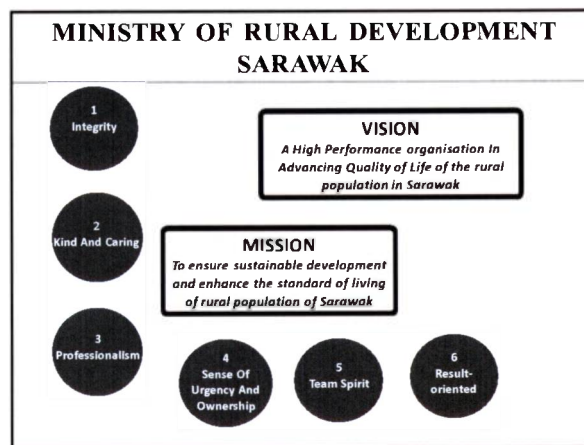 MINISTRY OF RURAL DEVELOPMENT
SARAWAK
1
Integrity
VISION
A High Performance organisation In
Advancing Quality of Life of the rural
population in Sarawak
2
Kind And Caring
MISSION
To ensure sustainable development
and enhance the standard of living
of rural population of Sarawak
3
Professionalism
4
Sense Of
Urgency And
Ownership
5
Team Spirit
6
Result-
oriented